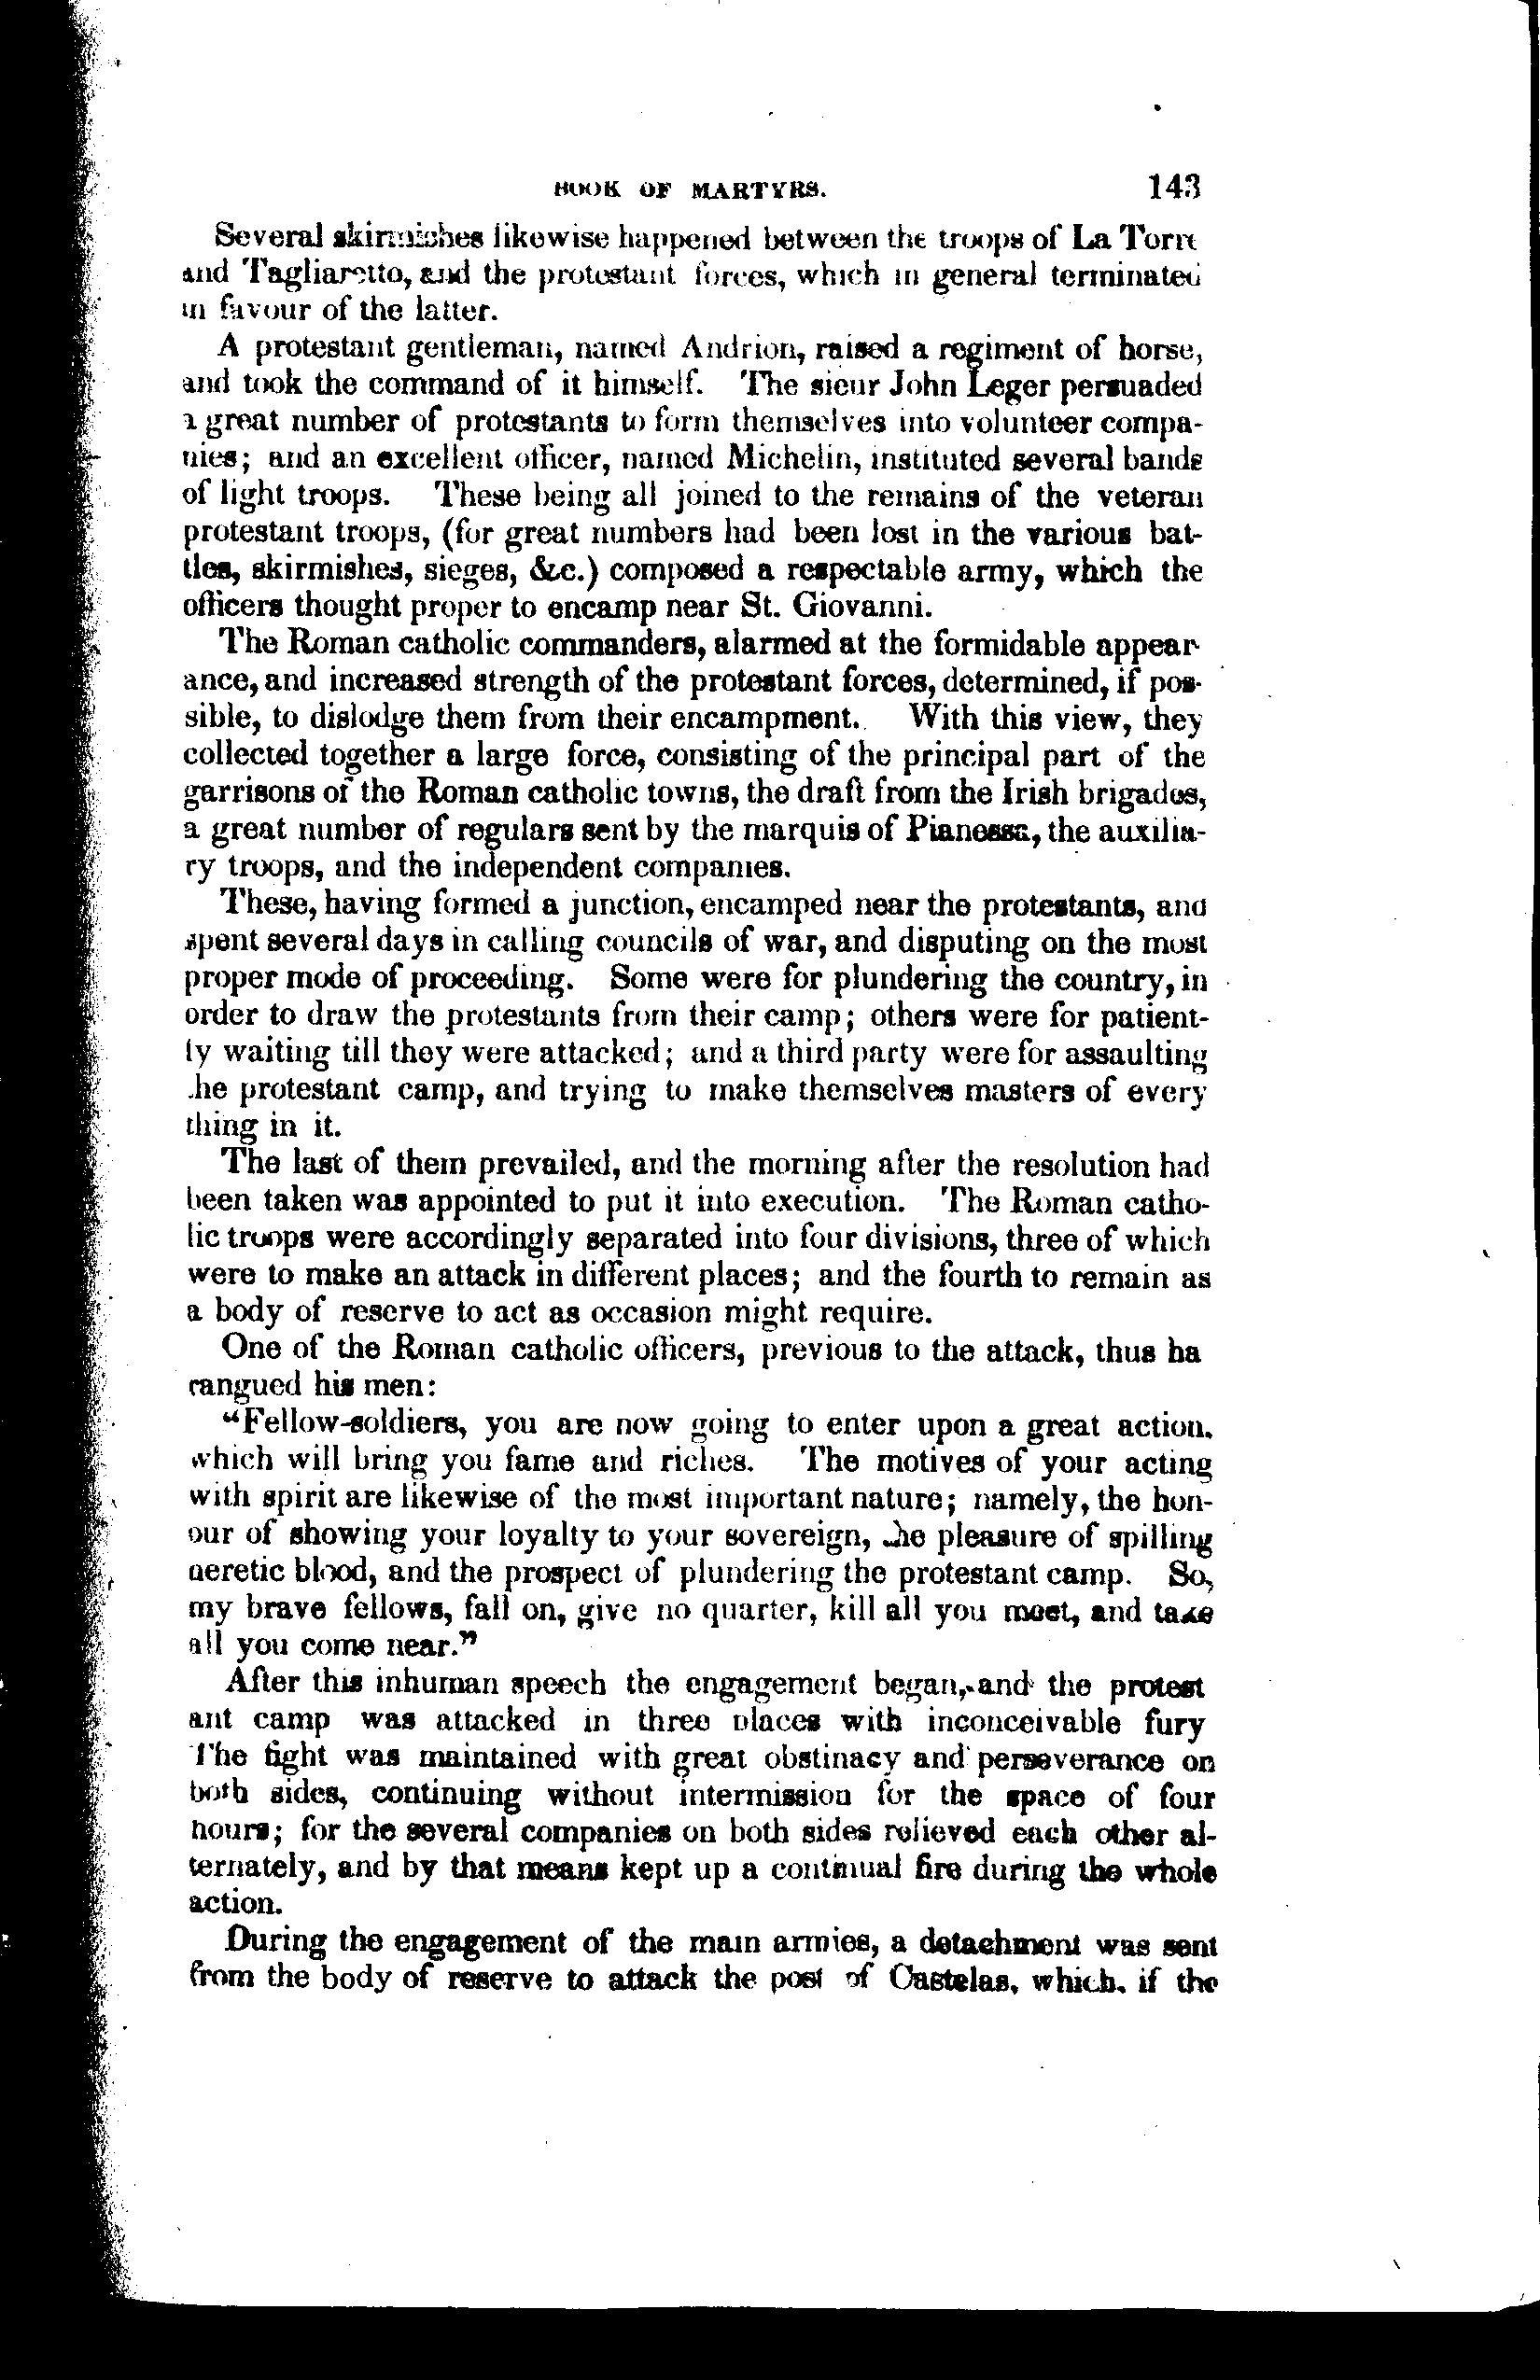 BOOK OF MARTYRS. 143
Several skirmishes likewise happened between the troops of La Torre
and Tagliaretto, and the protestant forces, which in general terminated
in favour of the latter.
A protestant gentleman, named Andrion, raised a regiment of horse,
and took the command of it himself. The sieur John Leger persuaded
a great number of protestants to form themselves into volunteer compa-
nies; and an excellent officer, named Michelin, instituted several bands
of light troops. These being all joined to the remains of the veteran
protestant troops, (for great numbers had been lost in the various bat-
tles, skirmishes, sieges, &c.) composed a respectable army, which the
officers thought proper to encamp near St. Giovanni.
The Roman catholic commanders, alarmed at the formidable appear-
ance, and increased strength of the protestant forces, determined, if pos-
sible, to dislodge them from their encampment. With this view, they
collected together a large force, consisting of the principal part of the
garrisons of the Roman catholic towns, the draft from the Irish brigades,
a great number of regulars sent by the marquis of Pianessa, the auxilia-
ry troops, and the independent companies.
These, having formed a junction, encamped near the protestants, and
spent several days in calling councils of war, and disputing on the most
proper mode of proceeding. Some were for plundering the country, in
order to draw the protestants from their camp; others were for patient-
ly waiting till they were attacked; and a third party were for assaulting
the protestant camp, and trying to make themselves masters of every
thing in it.
The last of them prevailed, and the morning after the resolution had
been taken was appointed to put it into execution. The Roman catho-
lic troops were accordingly separated into four divisions, three of which
were to make an attack in different places; and the fourth to remain as
a body of reserve to act as occasion might require.
One of the Roman catholic officers, previous to the attack, thus ha
rangued his men:
"Fellow-soldiers, you are now going to enter upon a great action,
which will bring you fame and riches. The motives of your acting
with spirit are likewise of the most important nature; namely, the hon-
our of showing your loyalty to your sovereign, the pleasure of spilling
heretic blood, and the prospect of plundering the protestant camp. So,
my brave fellows, fall on, give no quarter, kill all you meet, and take
all you come near."
After this inhuman speech the engagement began, and the protest
ant camp was attacked in three places with inconceivable fury
The fight was maintained with great obstinacy and perseverance on
both sides, continuing without intermission for the space of four
hours; for the several companies on both sides relieved each other al-
ternately, and by that means kept up a continual fire during the whole
action.
During the engagement of the main armies, a detachment was sent
from the body of reserve to attack the post of Castelas, which, if the